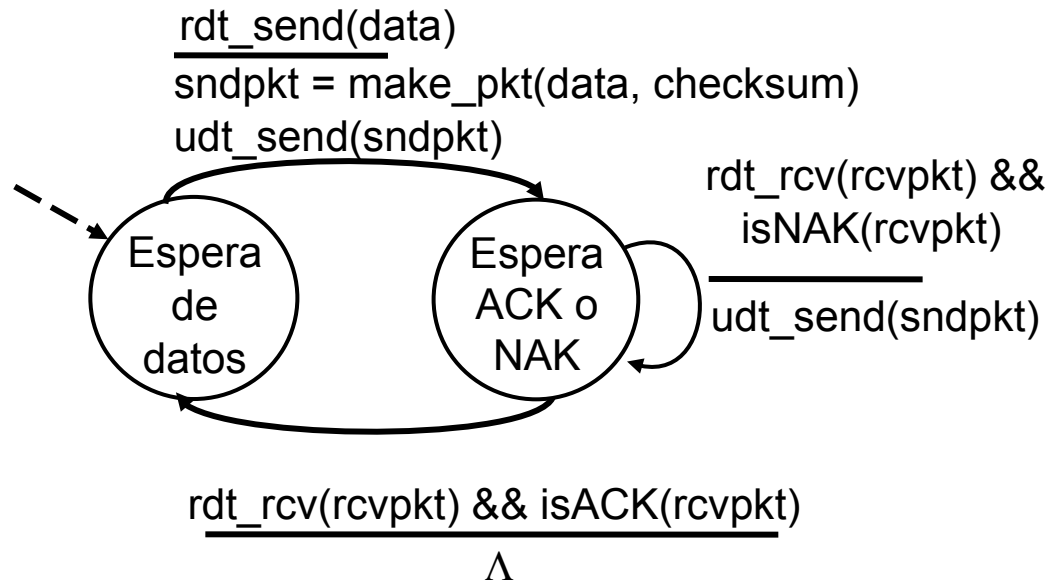 rdt_send(data)
sndpkt = make_pkt(data, checksum)
udt_send(sndpkt)
rdt_rcv(rcvpkt) &&
isNAK(rcvpkt)
udt_send(sndpkt)
Espera
de
datos
Espera
ACK o
NAK
rdt_rcv(rcvpkt) && isACK(rcvpkt)
Λ